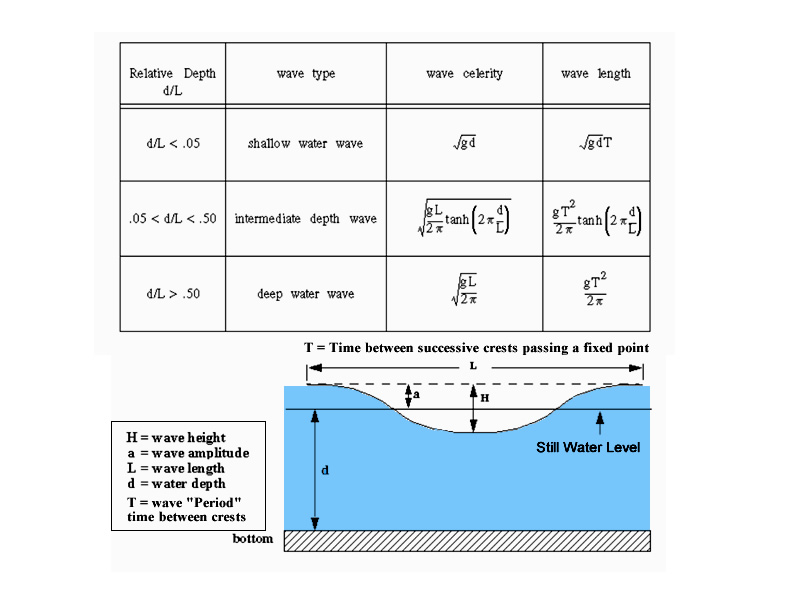 Relative Depth d/L wave type wave celerity wave length
d/L < .05 shallow water wave √gd √gdT
.05 < d/L < .50 intermediate depth wave √(gL/2π tanh(2π d/L)) gT²/2π tanh(2π d/L)
d/L > .50 deep water wave √(gL/2π) gT²/2π
T = Time between successive crests passing a fixed point
L
a
H
Still Water Level
d
H = wave height
a = wave amplitude
L = wave length
d = water depth
T = wave "Period"
time between crests
bottom